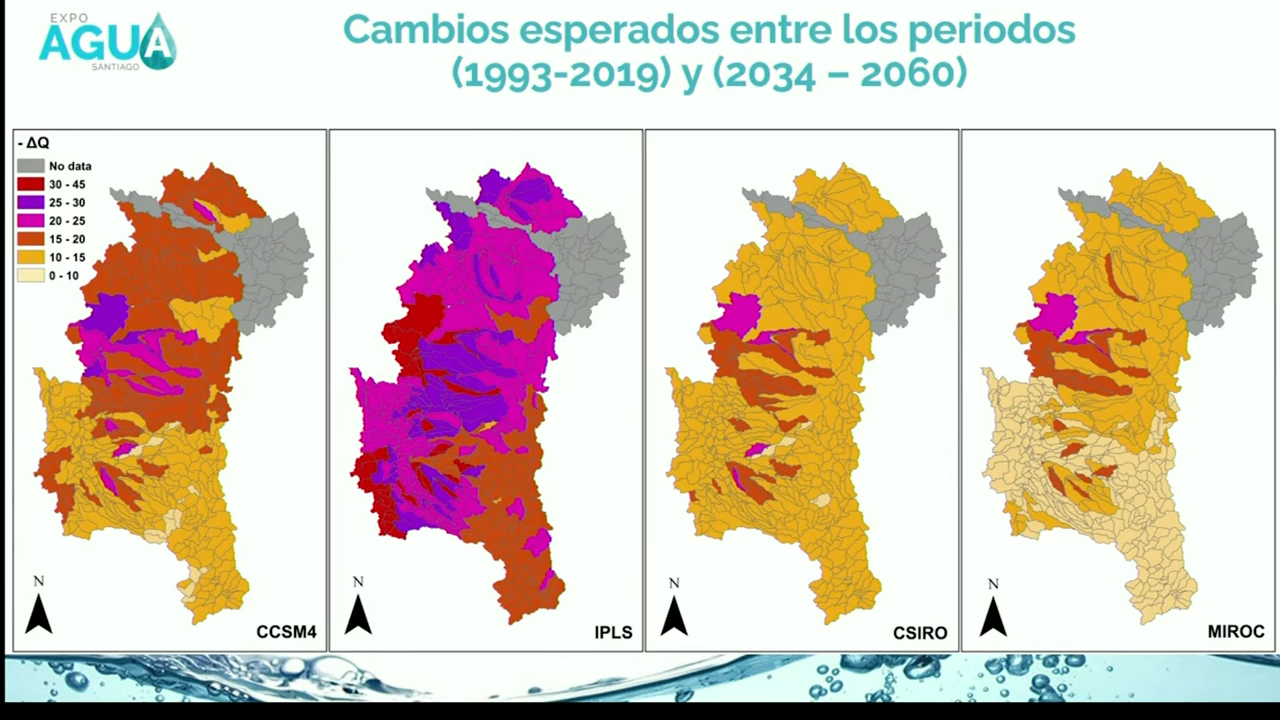 EXPO
AGUA
SANTIAGO
Cambios esperados entre los periodos
(1993-2019) y (2034 – 2060)
- ΔQ
No data
30 - 45
25 - 30
20 - 25
15 - 20
10 - 15
0 - 10
N
CCSM4
N
IPLS
N
CSIRO
N
MIROC